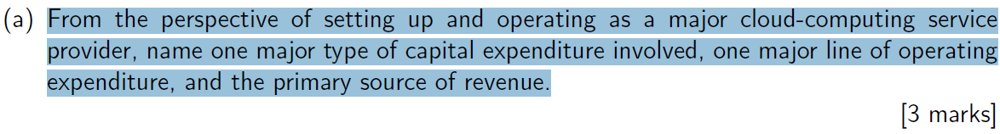 (a) From the perspective of setting up and operating as a major cloud-computing service
provider, name one major type of capital expenditure involved, one major line of operating
expenditure, and the primary source of revenue.
[3 marks]